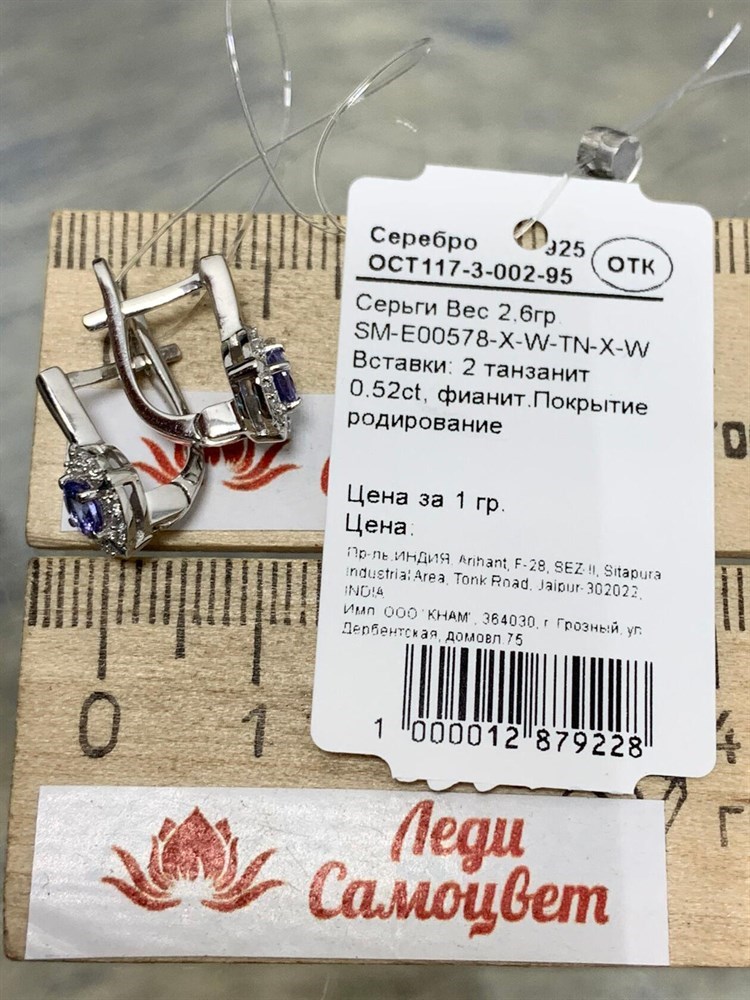 Серебро 925
ОТК
ОСТ117-3-002-95
Серьги Вес 2.6гр.
SM-E00578-X-W-TN-X-W
Вставки: 2 танзанит
0.52ct, фианит.Покрытие
родирование
Цена за 1 гр.
Цена:
Пр-ль:ИНДИЯ, Arihant, F-28, SEZ-II, Sitapura
Industrial Area, Tonk Road, Jaipur-302022,
INDIA
Имп. ООО "КНАМ", 364030, г. Грозный, ул.
Дербентская, домовл.75
1 000012 879228
0 1 4
Леди
Самоцвет